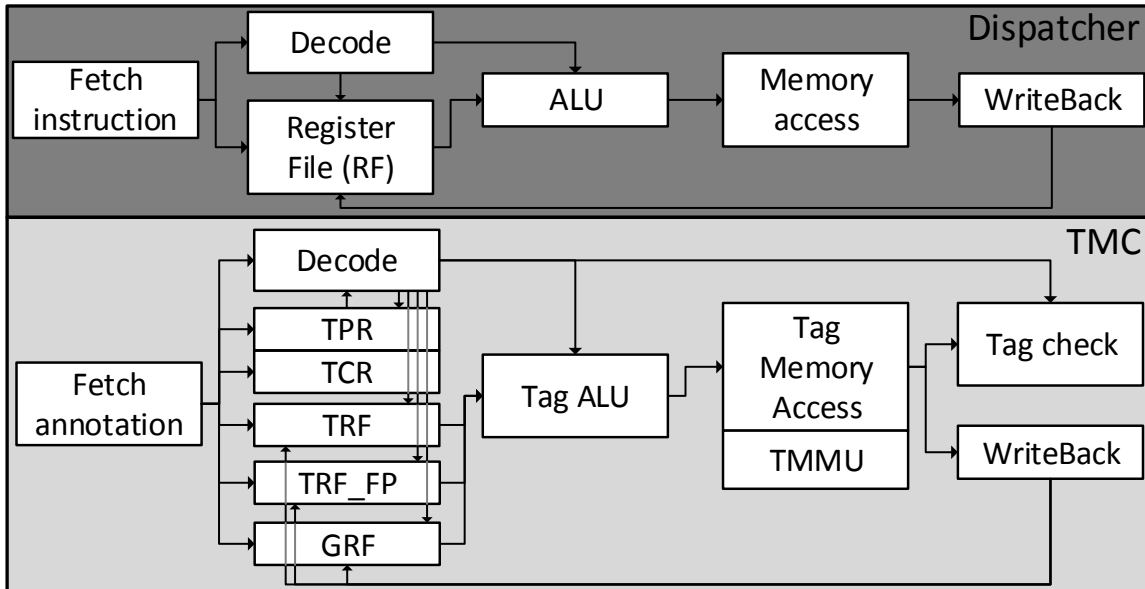 Dispatcher
Fetch
instruction
Decode
Register
File (RF)
ALU
Memory
access
WriteBack
TMC
Fetch
annotation
Decode
TPR
TCR
TRF
TRF_FP
GRF
Tag ALU
Tag
Memory
Access
TMMU
Tag check
WriteBack